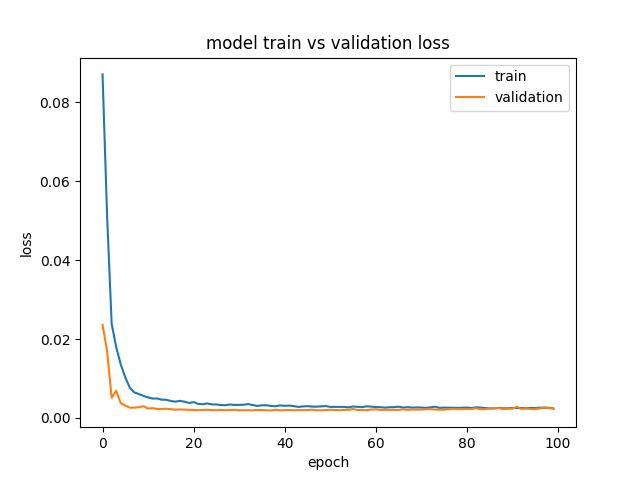 model train vs validation loss
train
validation
loss
0.08
0.06
0.04
0.02
0.00
0 20 40 60 80 100
epoch